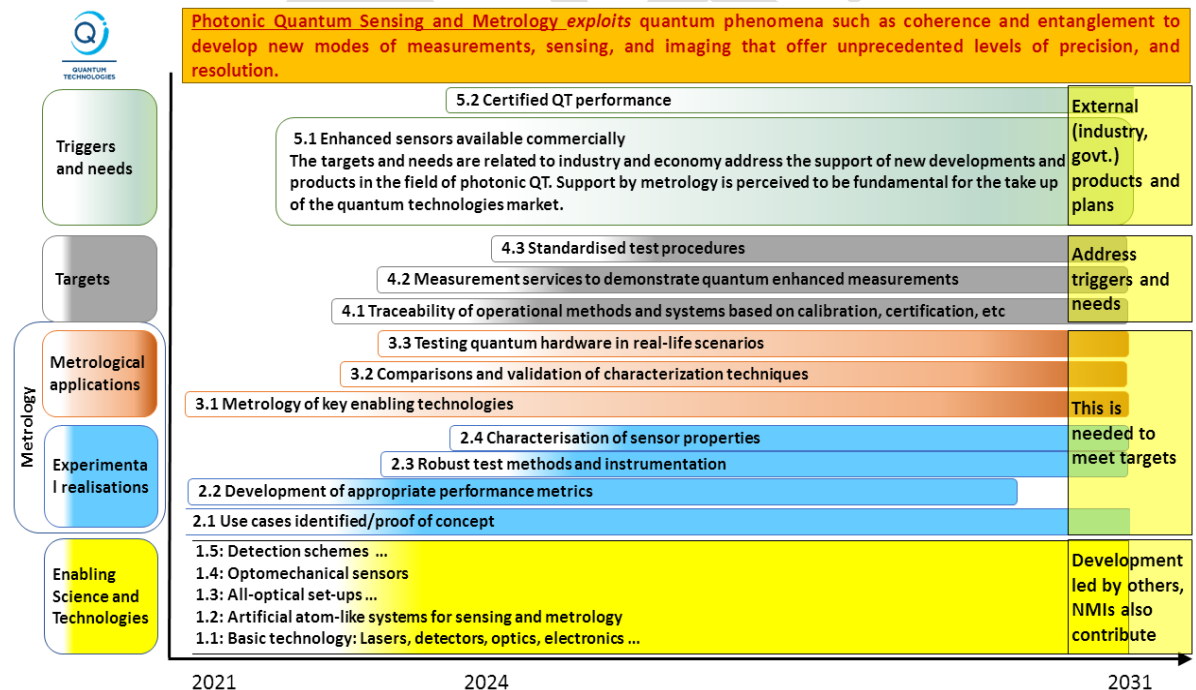 Photonic Quantum Sensing and Metrology exploits quantum phenomena such as coherence and entanglement to
develop new modes of measurements, sensing, and imaging that offer unprecedented levels of precision, and
resolution.
QUANTUM
TECHNOLOGIES
Triggers
and needs
5.2 Certified QT performance
5.1 Enhanced sensors available commercially
The targets and needs are related to industry and economy address the support of new developments and
products in the field of photonic QT. Support by metrology is perceived to be fundamental for the take up
of the quantum technologies market.
External
(industry,
govt.)
products and
plans
Targets
4.3 Standardised test procedures
4.2 Measurement services to demonstrate quantum enhanced measurements
4.1 Traceability of operational methods and systems based on calibration, certification, etc
Address
triggers and
needs
Metrology
Metrological
applications
3.3 Testing quantum hardware in real-life scenarios
3.2 Comparisons and validation of characterization techniques
3.1 Metrology of key enabling technologies
Experimenta
l realisations
2.4 Characterisation of sensor properties
2.3 Robust test methods and instrumentation
2.2 Development of appropriate performance metrics
2.1 Use cases identified/proof of concept
This is
needed to
meet targets
Enabling
Science and
Technologies
1.5: Detection schemes ...
1.4: Optomechanical sensors
1.3: All-optical set-ups ...
1.2: Artificial atom-like systems for sensing and metrology
1.1: Basic technology: Lasers, detectors, optics, electronics ...
Development
led by others,
NMIs also
contribute
2021
2024
2031